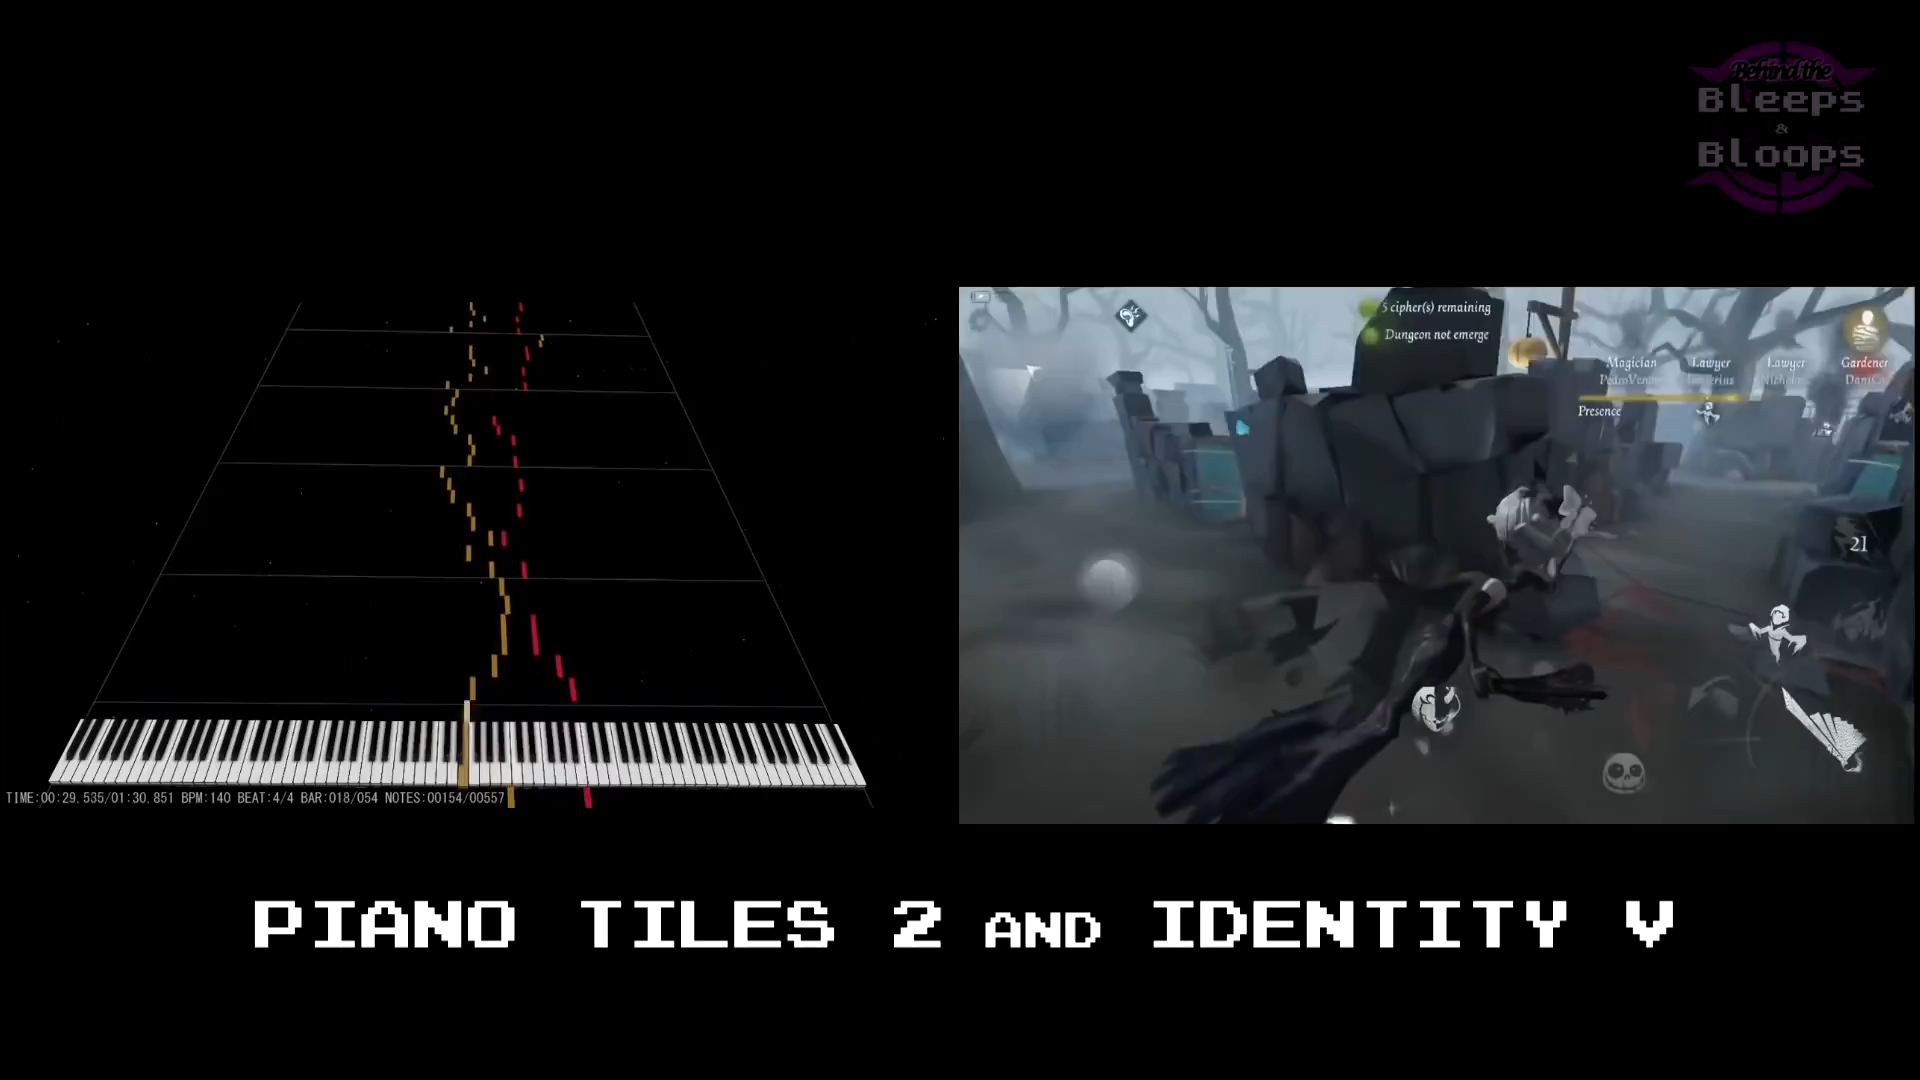 Behind the
Bleeps
&
Bloops
5 cipher(s) remaining
Dungeon not emerge
Magician
Lawyer
Lawyer
Gardener
Presence
21
TIME:00:29.535/01:30.851 BPM:140 BEAT:4/4 BAR:018/054 NOTES:00154/00557
PIANO TILES 2 AND IDENTITY V